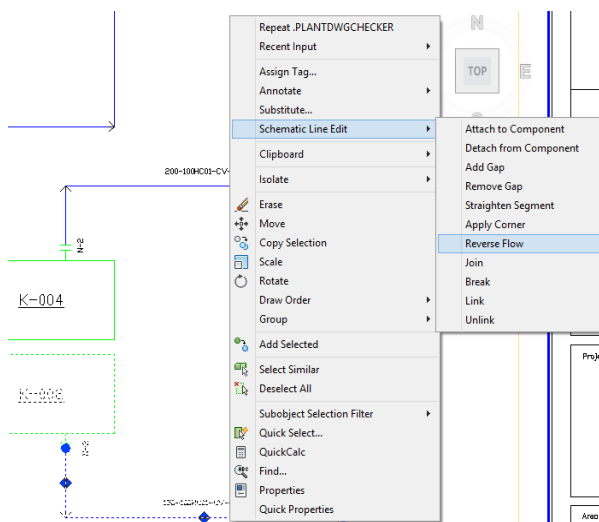 Repeat .PLANTDWGCHECKER
Recent Input
Assign Tag...
Annotate
Substitute...
Schematic Line Edit
Clipboard
Isolate
Erase
Move
Copy Selection
Scale
Rotate
Draw Order
Group
Add Selected
Select Similar
Deselect All
Subobject Selection Filter
Quick Select...
QuickCalc
Find...
Properties
Quick Properties
Attach to Component
Detach from Component
Add Gap
Remove Gap
Straighten Segment
Apply Corner
Reverse Flow
Join
Break
Link
Unlink
N
TOP
E
200-100HC01-CV-
N-2
K-004
Proje
Area